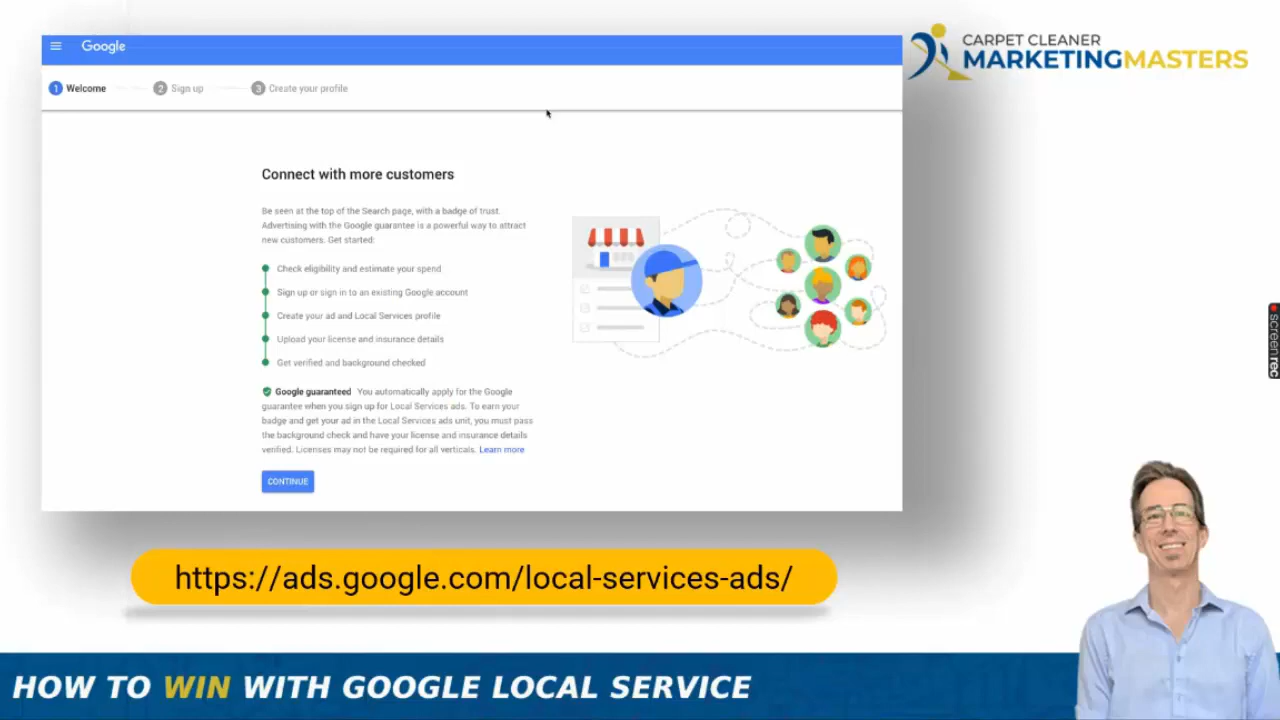 Google
CARPET CLEANER
MARKETINGMASTERS
1 Welcome 2 Sign up 3 Create your profile
Connect with more customers
Be seen at the top of the Search page, with a badge of trust.
Advertising with the Google guarantee is a powerful way to attract
new customers. Get started:
Check eligibility and estimate your spend
Sign up or sign in to an existing Google account
Create your ad and Local Services profile
Upload your license and insurance details
Get verified and background checked
Google guaranteed You automatically apply for the Google
guarantee when you sign up for Local Services ads. To earn your
badge and get your ad in the Local Services ads unit, you must pass
the background check and have your license and insurance details
verified. Licenses may not be required for all verticals. Learn more
CONTINUE
screenrec
https://ads.google.com/local-services-ads/
HOW TO WIN WITH GOOGLE LOCAL SERVICE